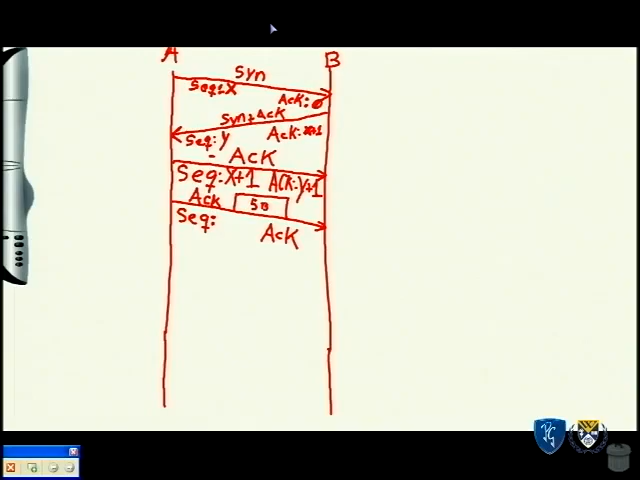 A B
Syn
Seq:X Ack:0
Syn+Ack
Seq:Y Ack:X+1
Ack
Seq:X+1 Ack:Y+1
Ack 50
Seq: Ack